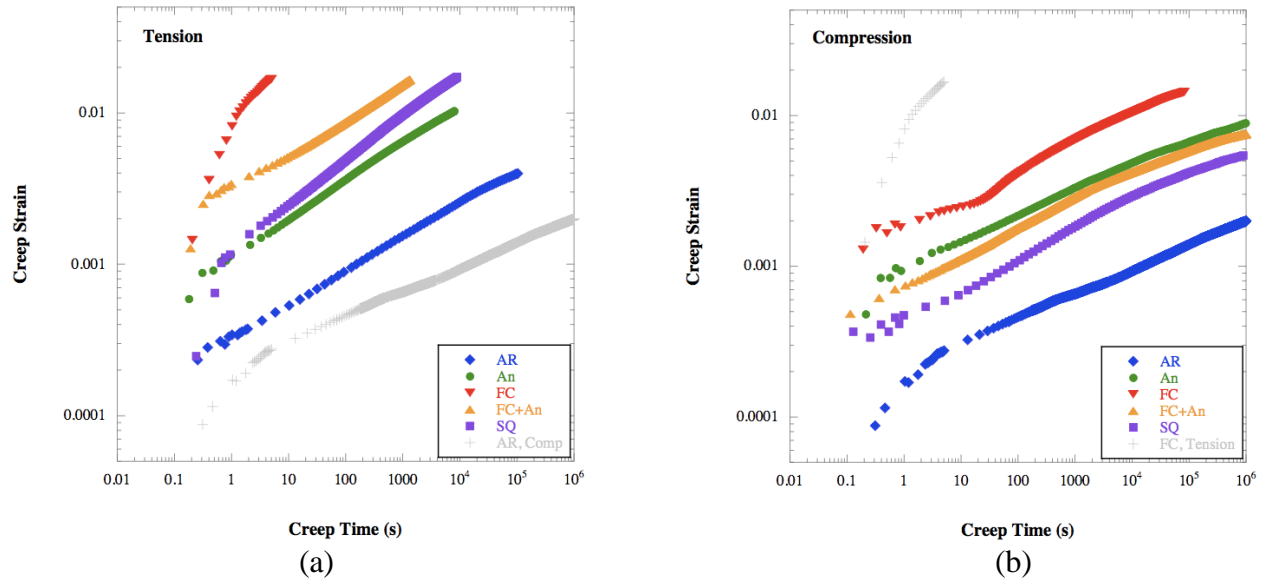 Tension
0.01
0.001
0.0001
Creep Strain
AR
An
FC
FC+An
SQ
AR, Comp
0.01 0.1 1 10 100 1000 10⁴ 10⁵ 10⁶
Creep Time (s)
(a)
Compression
0.01
0.001
0.0001
Creep Strain
AR
An
FC
FC+An
SQ
FC, Tension
0.01 0.1 1 10 100 1000 10⁴ 10⁵ 10⁶
Creep Time (s)
(b)